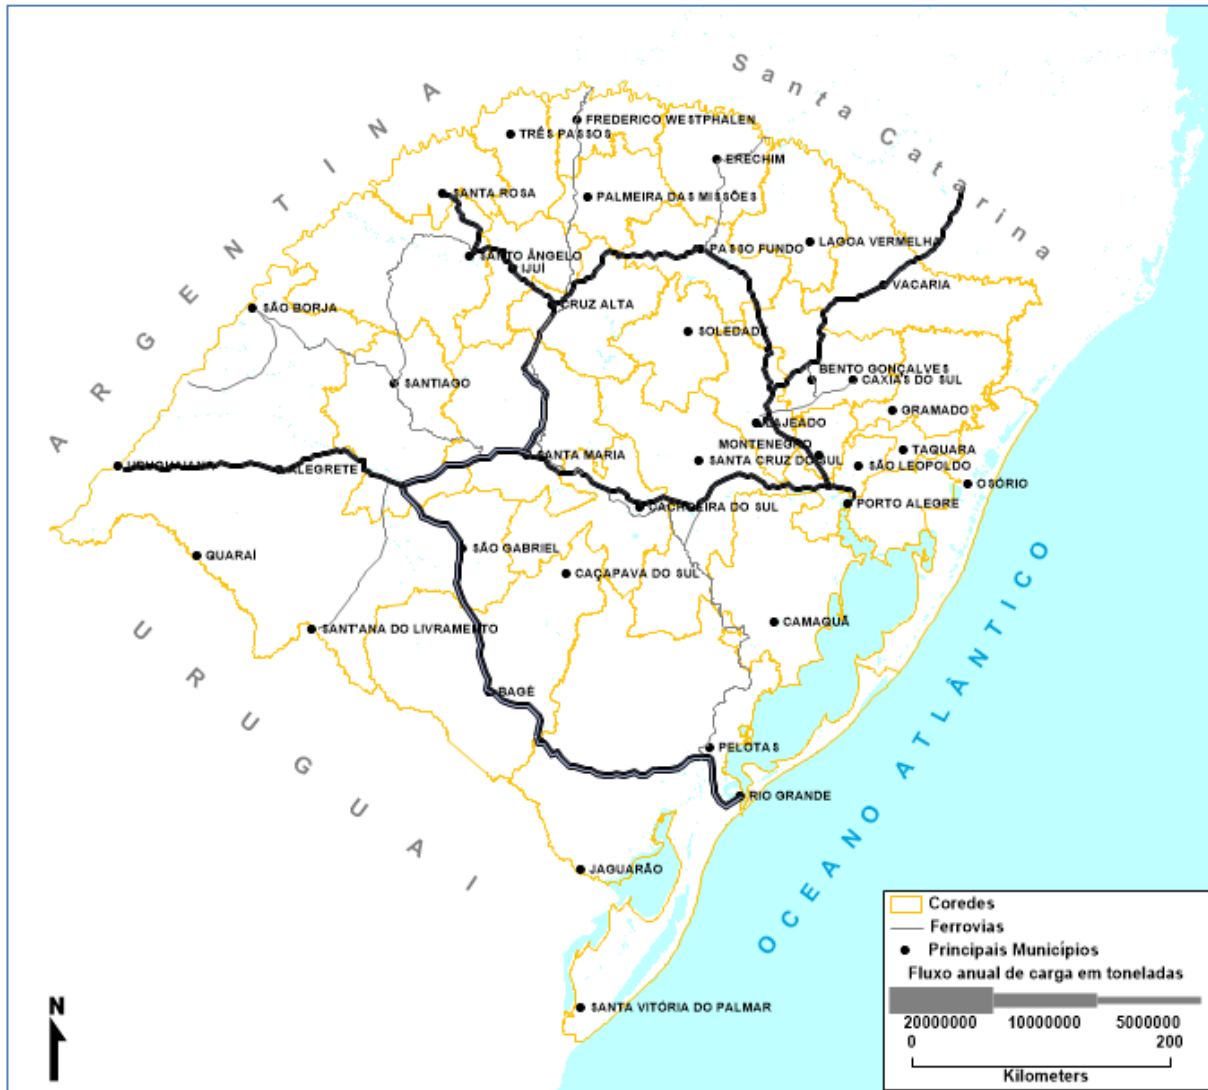 Santa Catarina
ARGENTINA
FREDERICO WESTPHALEN
TRÊS PASSOS
ERECHIM
SANTA ROSA
PALMEIRA DAS MISSÕES
LAGOA VERMELHA
PASSO FUNDO
SANTO ÂNGELO
IJUÍ
VACARIA
SÃO BORJA
CRUZ ALTA
SOLEDADE
BENTO GONÇALVES
SANTIAGO
CAXIAS DO SUL
GRAMADO
LAJEADO
MONTENEGRO
TAQUARA
SANTA MARIA
SANTA CRUZ DO SUL
SÃO LEOPOLDO
URUGUAIANA
ALEGRETE
OSÓRIO
CACHOEIRA DO SUL
PORTO ALEGRE
SÃO GABRIEL
QUARAÍ
CAÇAPAVA DO SUL
CAMAQUÃ
SANT'ANA DO LIVRAMENTO
URUGUAI
OCEANO ATLÂNTICO
BAGÉ
PELOTAS
RIO GRANDE
JAGUARÃO
SANTA VITÓRIA DO PALMAR
N
Coredes
Ferrovias
Principais Municípios
Fluxo anual de carga em toneladas
20000000 10000000 5000000
0 200
Kilometers